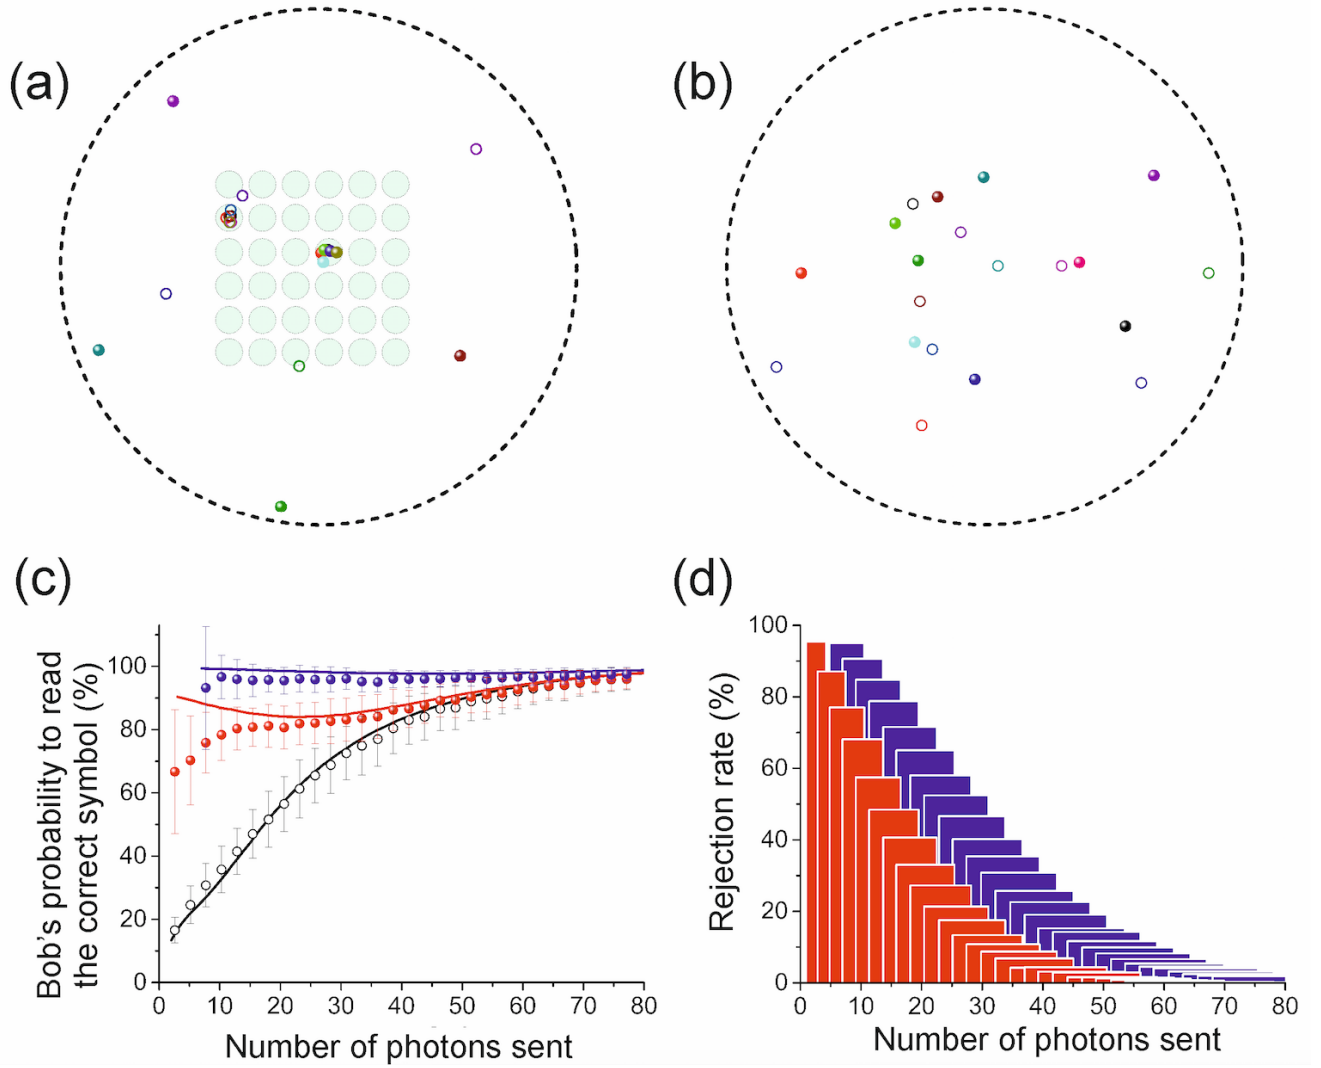 (a)
(b)
(c)
Bob's probability to read
the correct symbol (%)
100
80
60
40
20
0
0 10 20 30 40 50 60 70 80
Number of photons sent
(d)
Rejection rate (%)
100
80
60
40
20
0
0 10 20 30 40 50 60 70 80
Number of photons sent